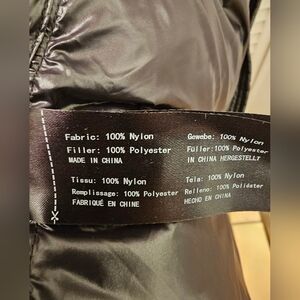 Fabric: 100% Nylon
Filler: 100% Polyester
MADE IN CHINA
Gewebe: 100% Nylon
Füller: 100% Polyester
IN CHINA HERGESTELLT
Tissu: 100% Nylon
Remplissage: 100% Polyester
FABRIQUÉ EN CHINE
Tela: 100% Nylon
Relleno: 100% Poliéster
HECHO EN CHINA